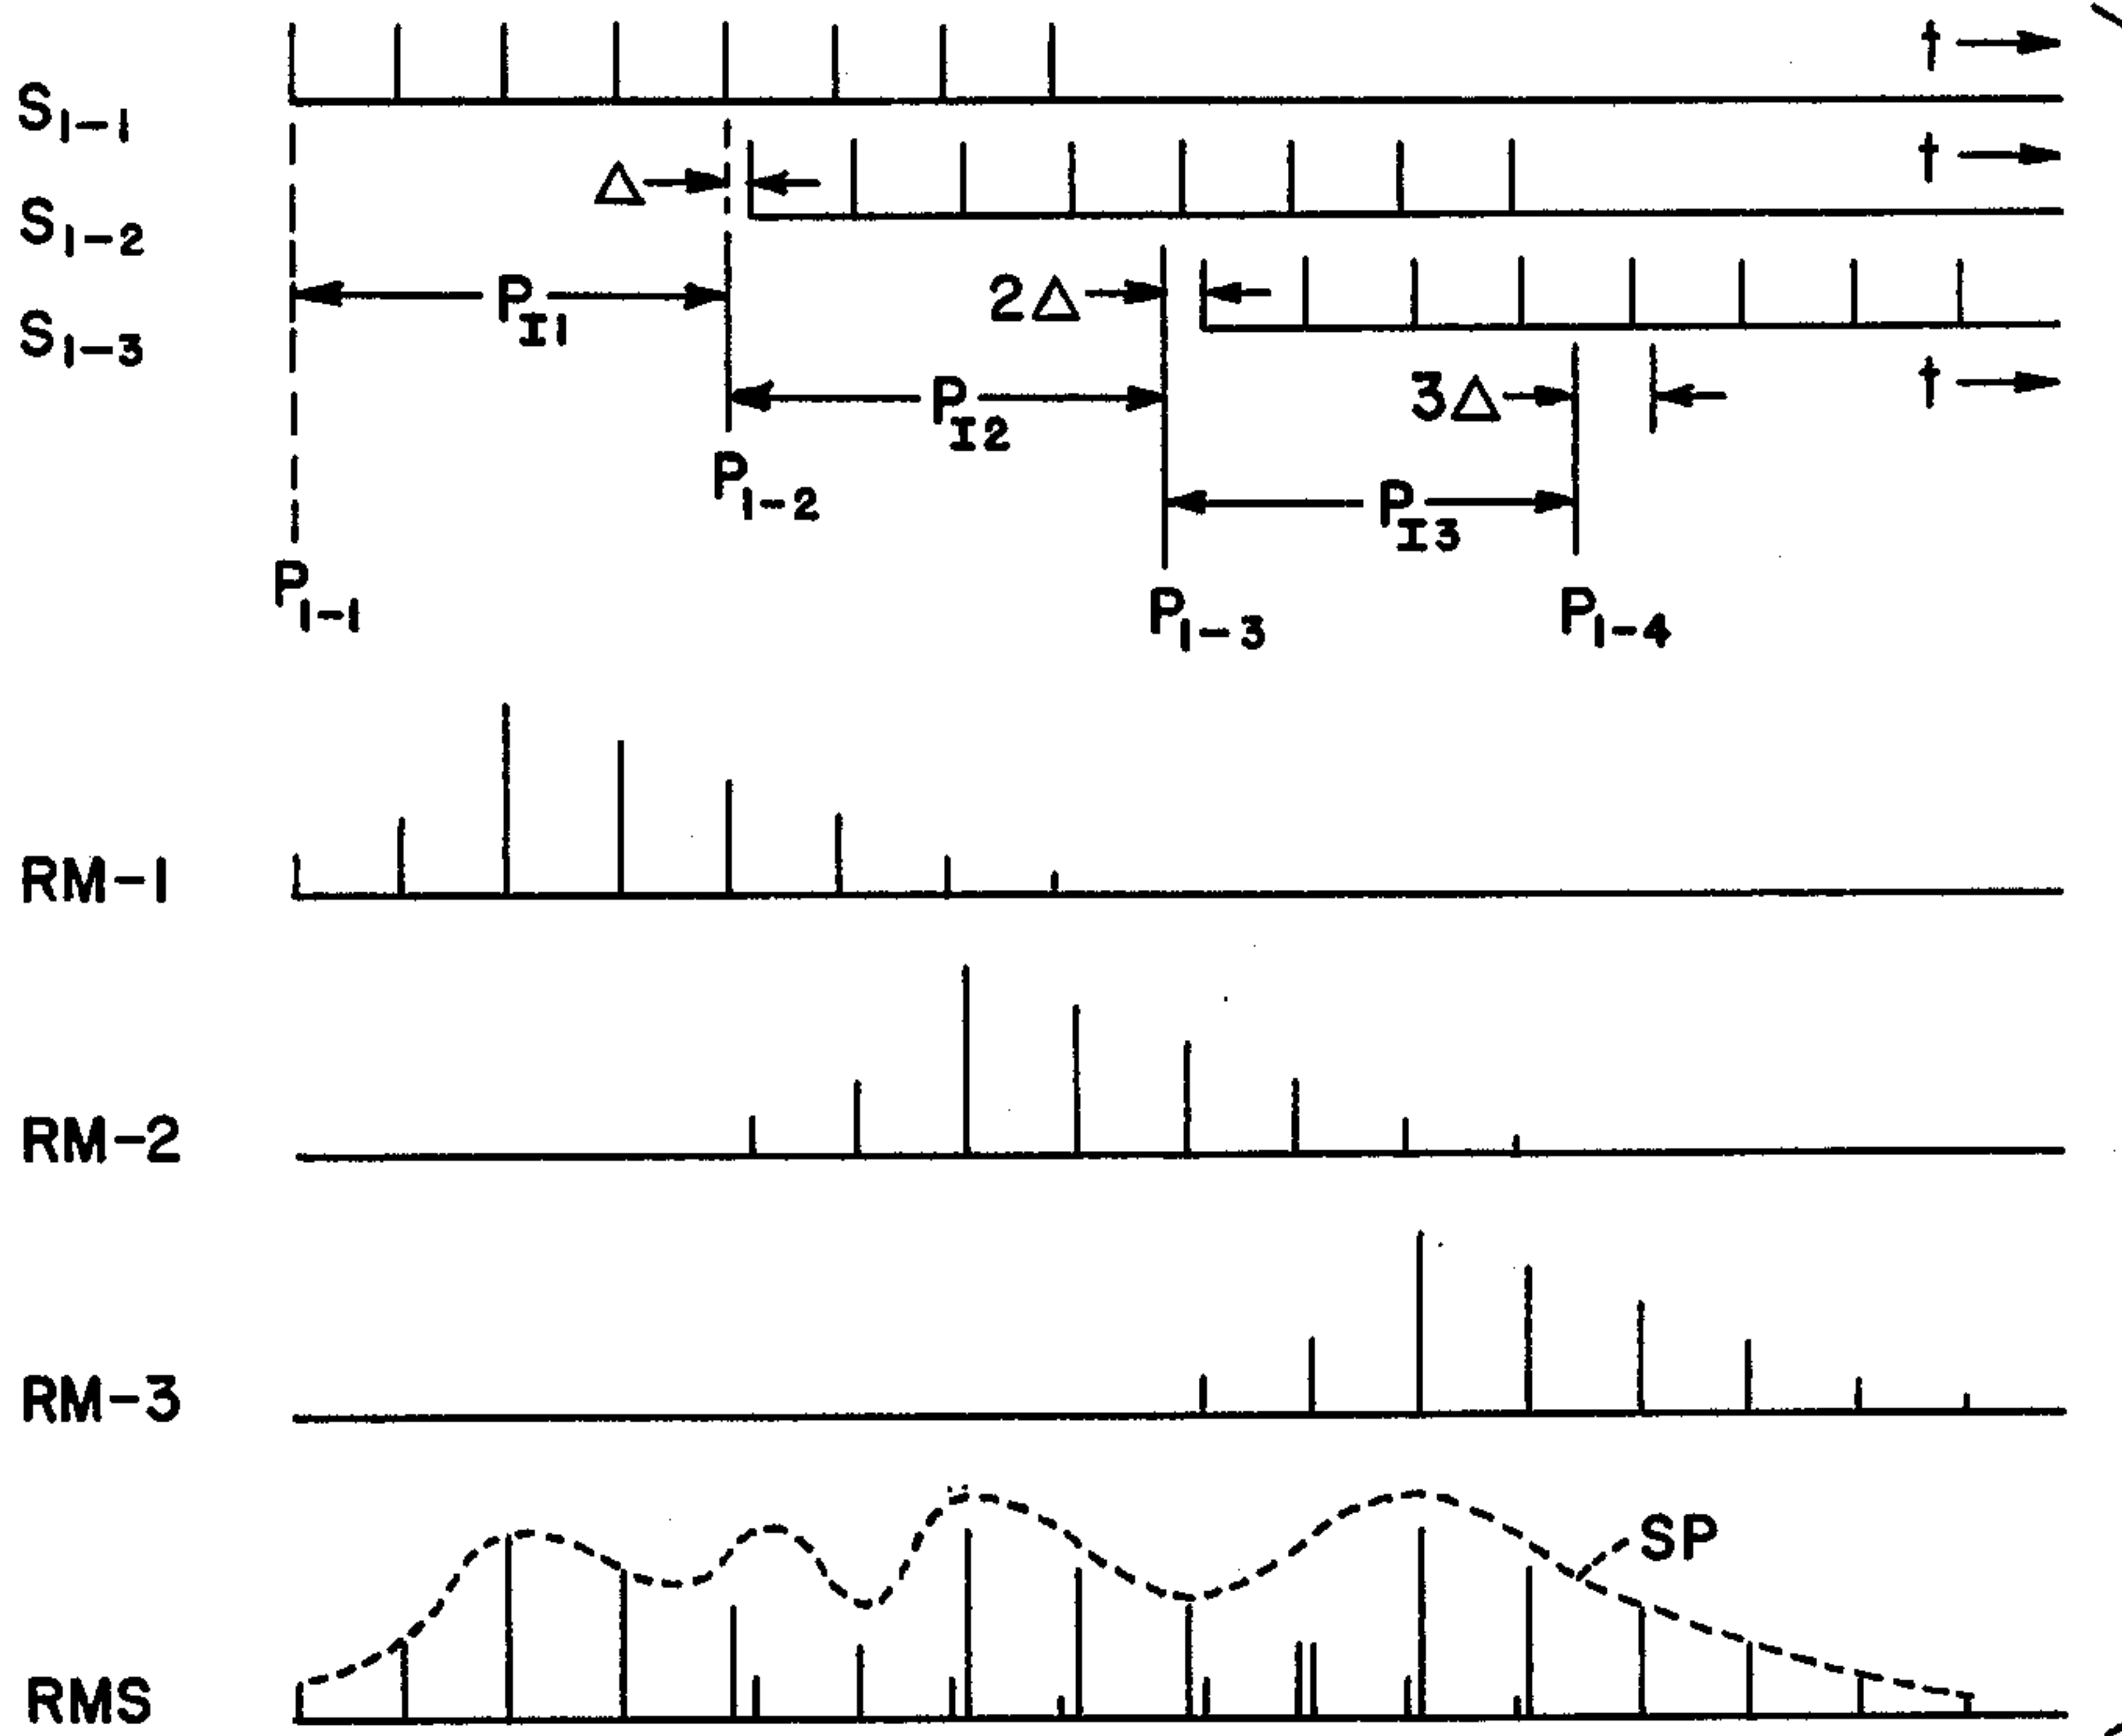 t
S1-1
t
Δ
S1-2
PI1
2Δ
S1-3
t
PI2
3Δ
P1-2
PI3
P1-1
P1-3
P1-4
RM-1
RM-2
RM-3
SP
RMS